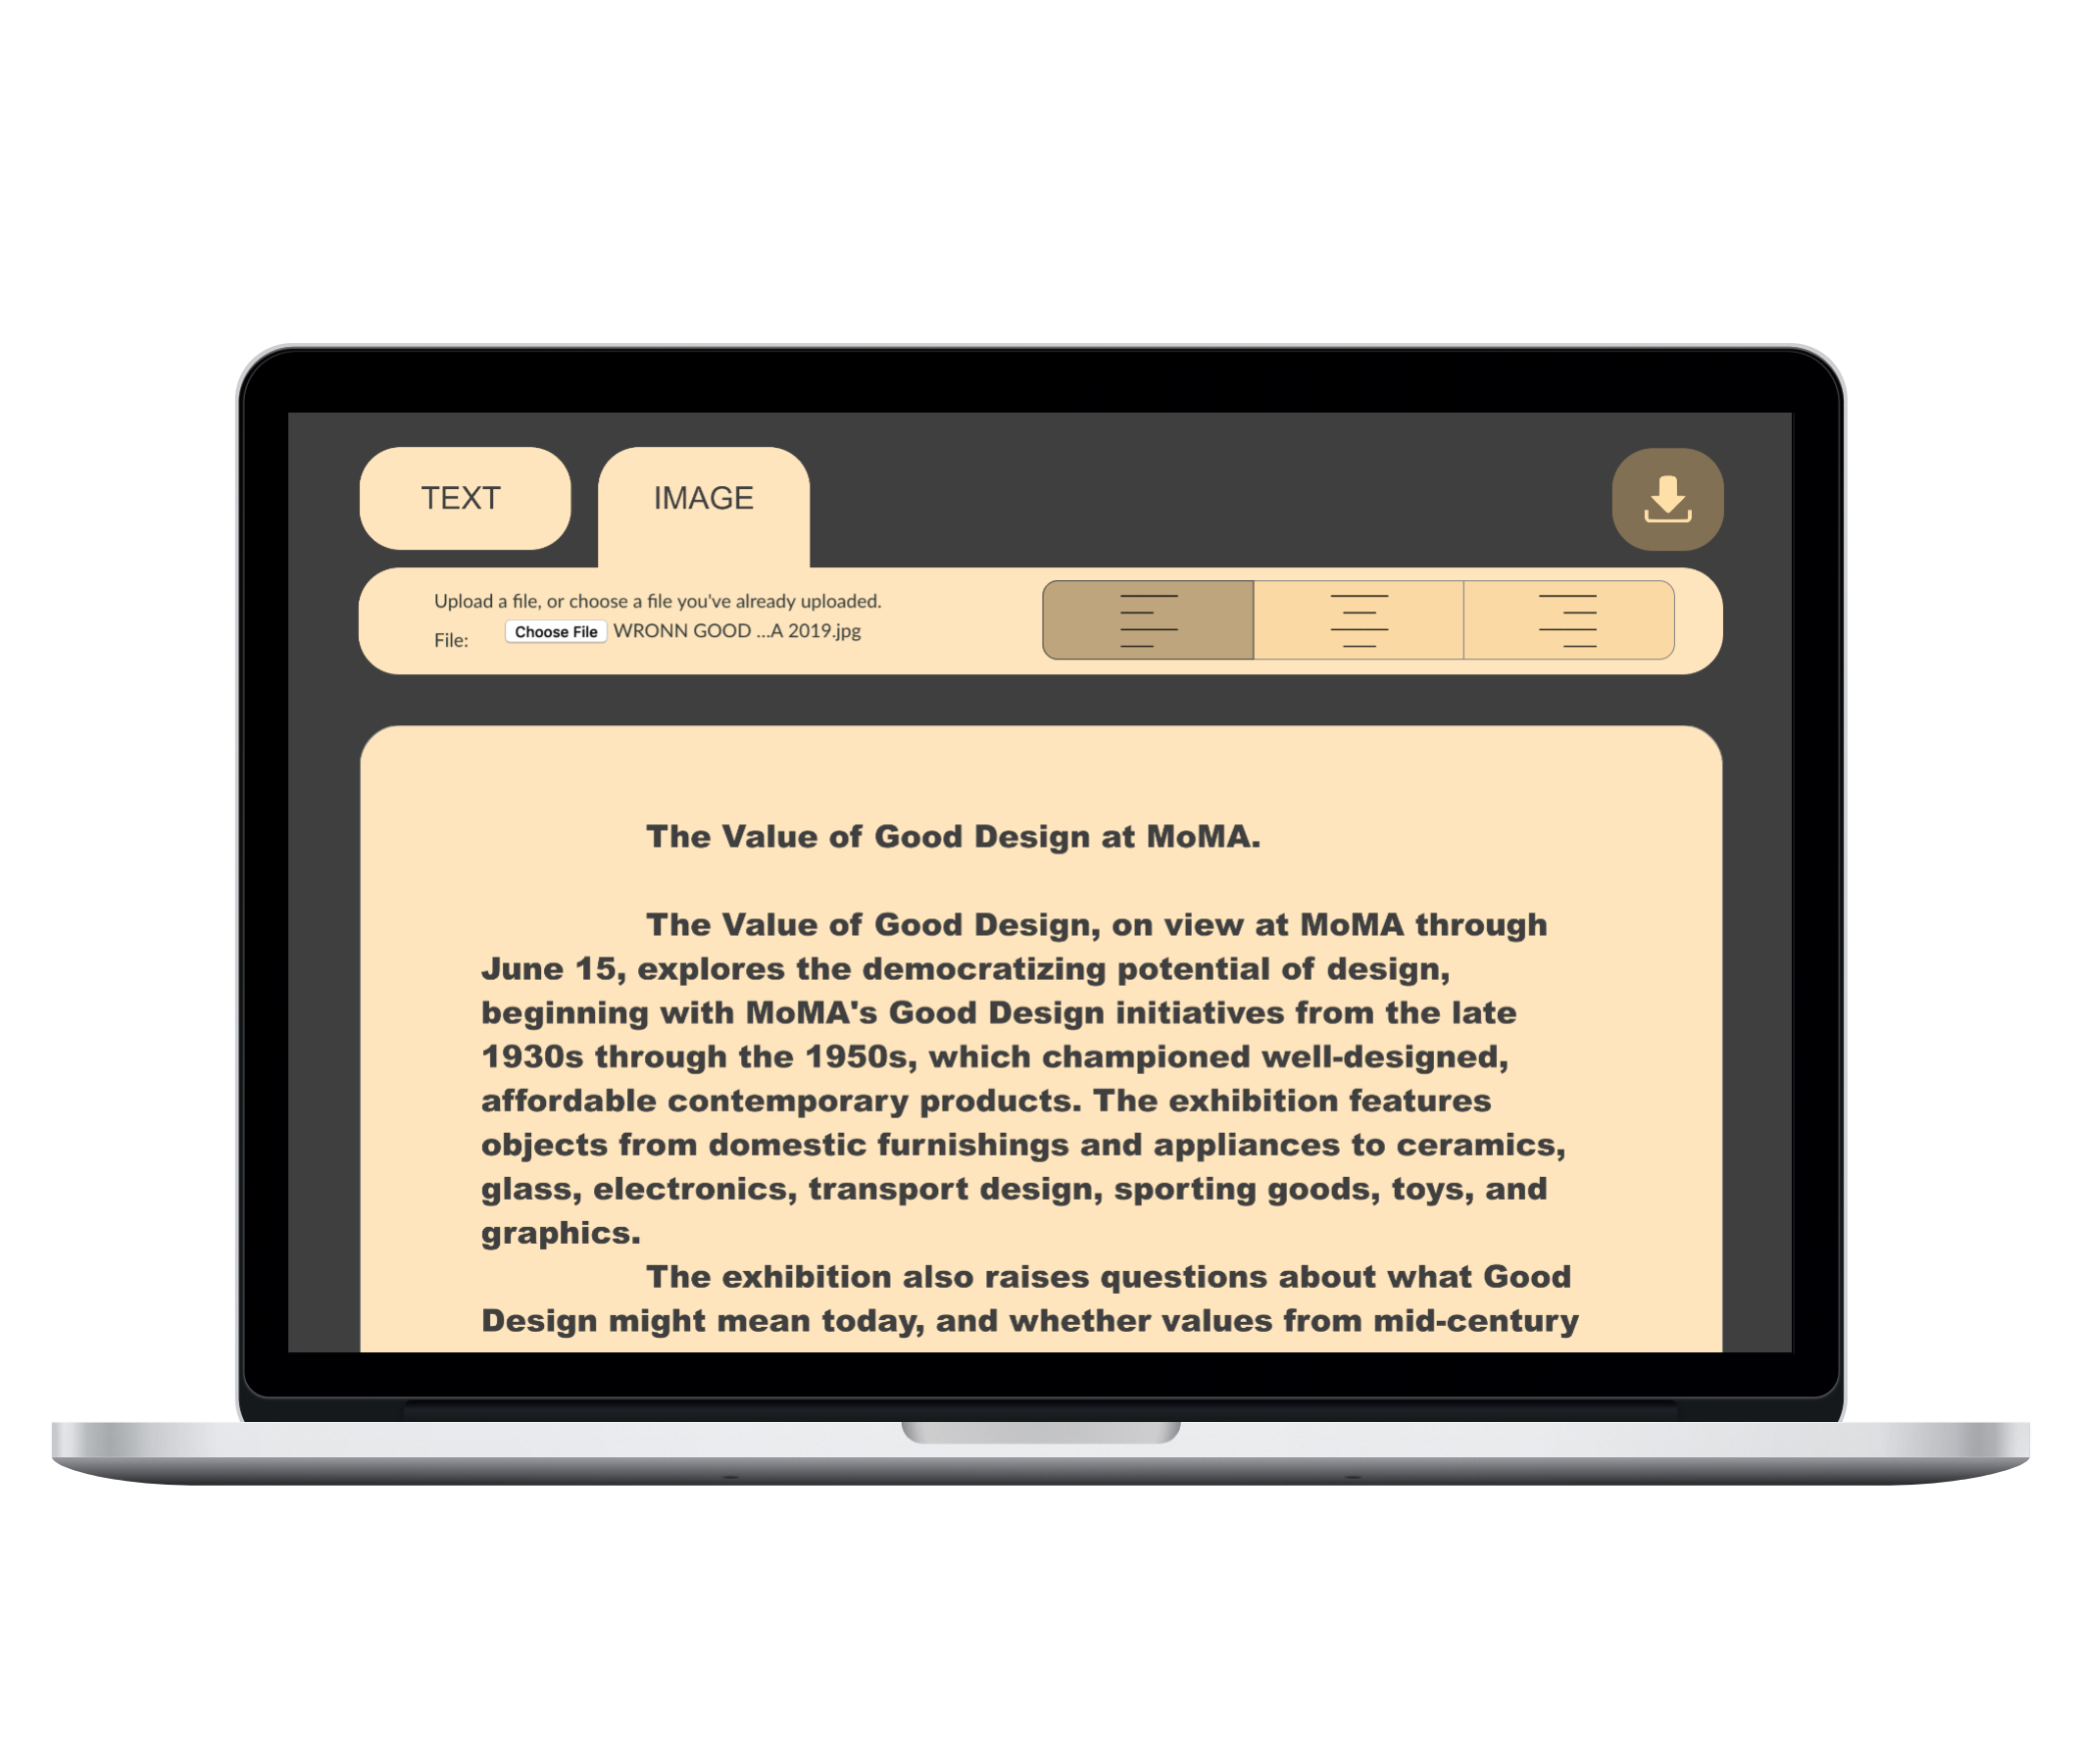 TEXT
IMAGE
Upload a file, or choose a file you've already uploaded.
File: Choose File WRONN GOOD ...A 2019.jpg
The Value of Good Design at MoMA.
The Value of Good Design, on view at MoMA through
June 15, explores the democratizing potential of design,
beginning with MoMA's Good Design initiatives from the late
1930s through the 1950s, which championed well-designed,
affordable contemporary products. The exhibition features
objects from domestic furnishings and appliances to ceramics,
glass, electronics, transport design, sporting goods, toys, and
graphics.
The exhibition also raises questions about what Good
Design might mean today, and whether values from mid-century